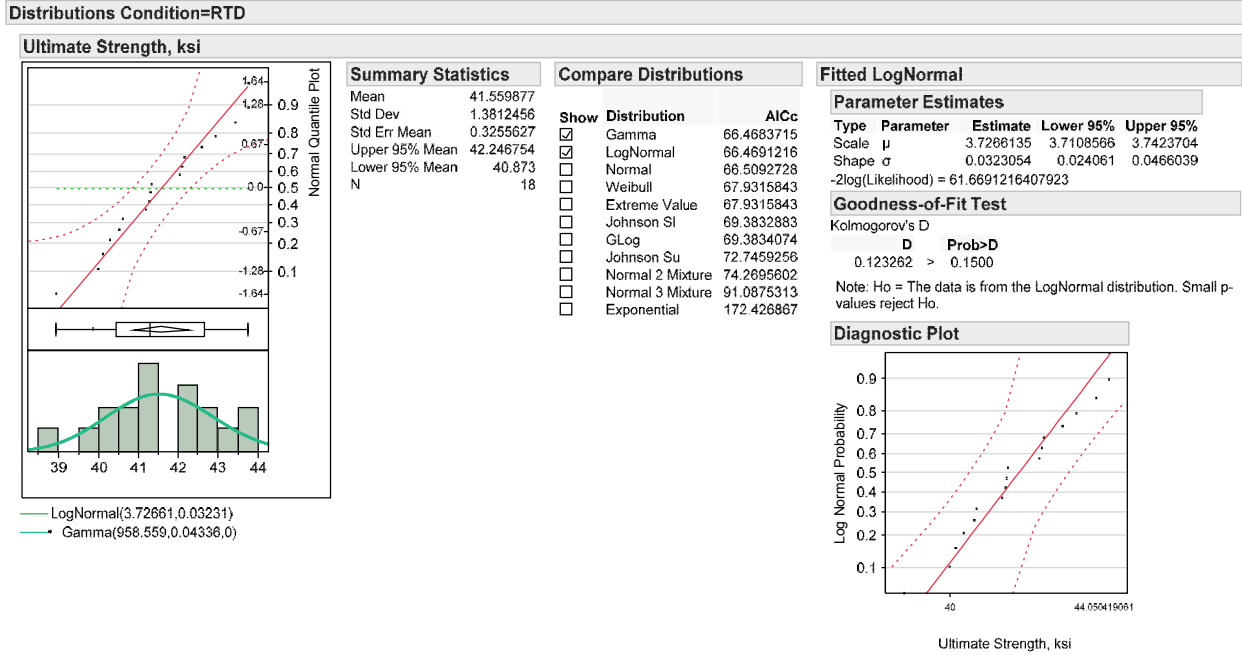 Distributions Condition=RTD
Ultimate Strength, ksi
1.64
1.28
0.67
0.0
-0.67
-1.28
-1.64
0.9
0.8
0.7
0.6
0.5
0.4
0.3
0.2
0.1
Normal Quantile Plot
39 40 41 42 43 44
LogNormal(3.72661,0.03231)
Gamma(958.559,0.04336,0)
Summary Statistics
Mean 41.559877
Std Dev 1.3812456
Std Err Mean 0.3255627
Upper 95% Mean 42.246754
Lower 95% Mean 40.873
N 18
Compare Distributions
Show Distribution AICc
Gamma 66.4683715
LogNormal 66.4691216
Normal 66.5092728
Weibull 67.9315843
Extreme Value 67.9315843
Johnson Sl 69.3832883
GLog 69.3834074
Johnson Su 72.7459256
Normal 2 Mixture 74.2695602
Normal 3 Mixture 91.0875313
Exponential 172.426867
Fitted LogNormal
Parameter Estimates
Type Parameter Estimate Lower 95% Upper 95%
Scale μ 3.7266135 3.7108566 3.7423704
Shape σ 0.0323054 0.024061 0.0466039
-2log(Likelihood) = 61.6691216407923
Goodness-of-Fit Test
Kolmogorov's D
D Prob>D
0.123262 > 0.1500
Note: Ho = The data is from the LogNormal distribution. Small p-
values reject Ho.
Diagnostic Plot
0.9
0.8
0.7
0.6
0.5
0.4
0.3
0.2
0.1
Log Normal Probability
40 44.050419061
Ultimate Strength, ksi